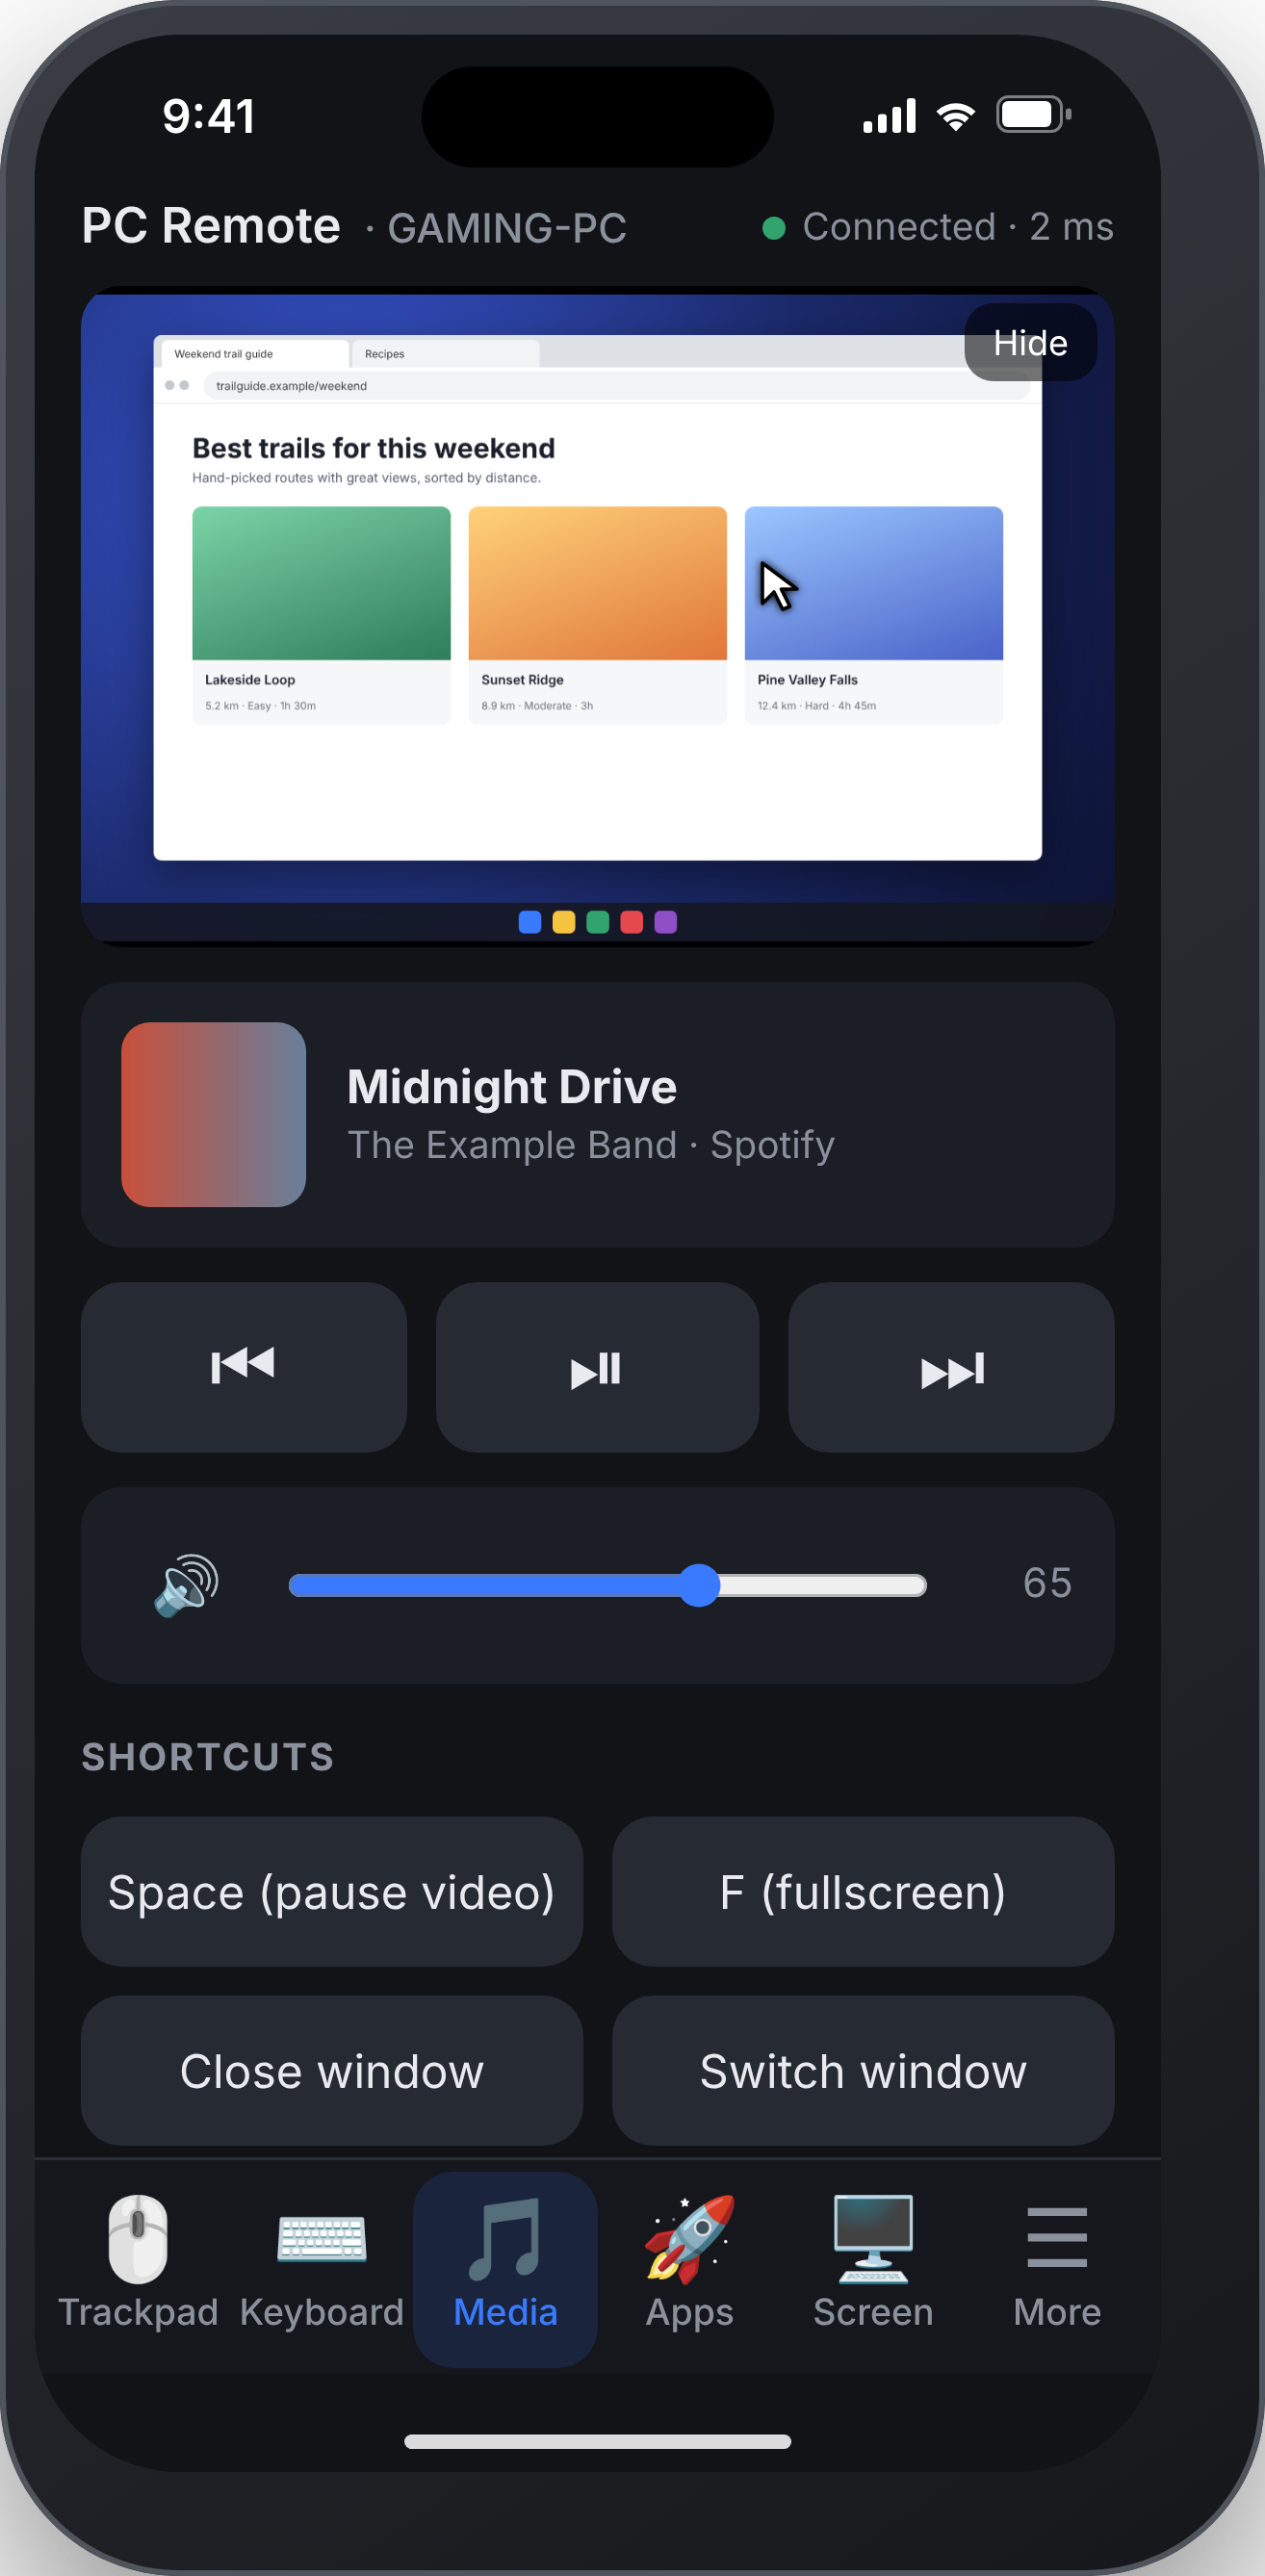 9:41
PC Remote · GAMING-PC
Connected · 2 ms
Hide
Weekend trail guide
Recipes
trailguide.example/weekend
Best trails for this weekend
Hand-picked routes with great views, sorted by distance.
Lakeside Loop
5.2 km · Easy · 1h 30m
Sunset Ridge
8.9 km · Moderate · 3h
Pine Valley Falls
12.4 km · Hard · 4h 45m
Midnight Drive
The Example Band · Spotify
65
SHORTCUTS
Space (pause video)
F (fullscreen)
Close window
Switch window
Trackpad
Keyboard
Media
Apps
Screen
More